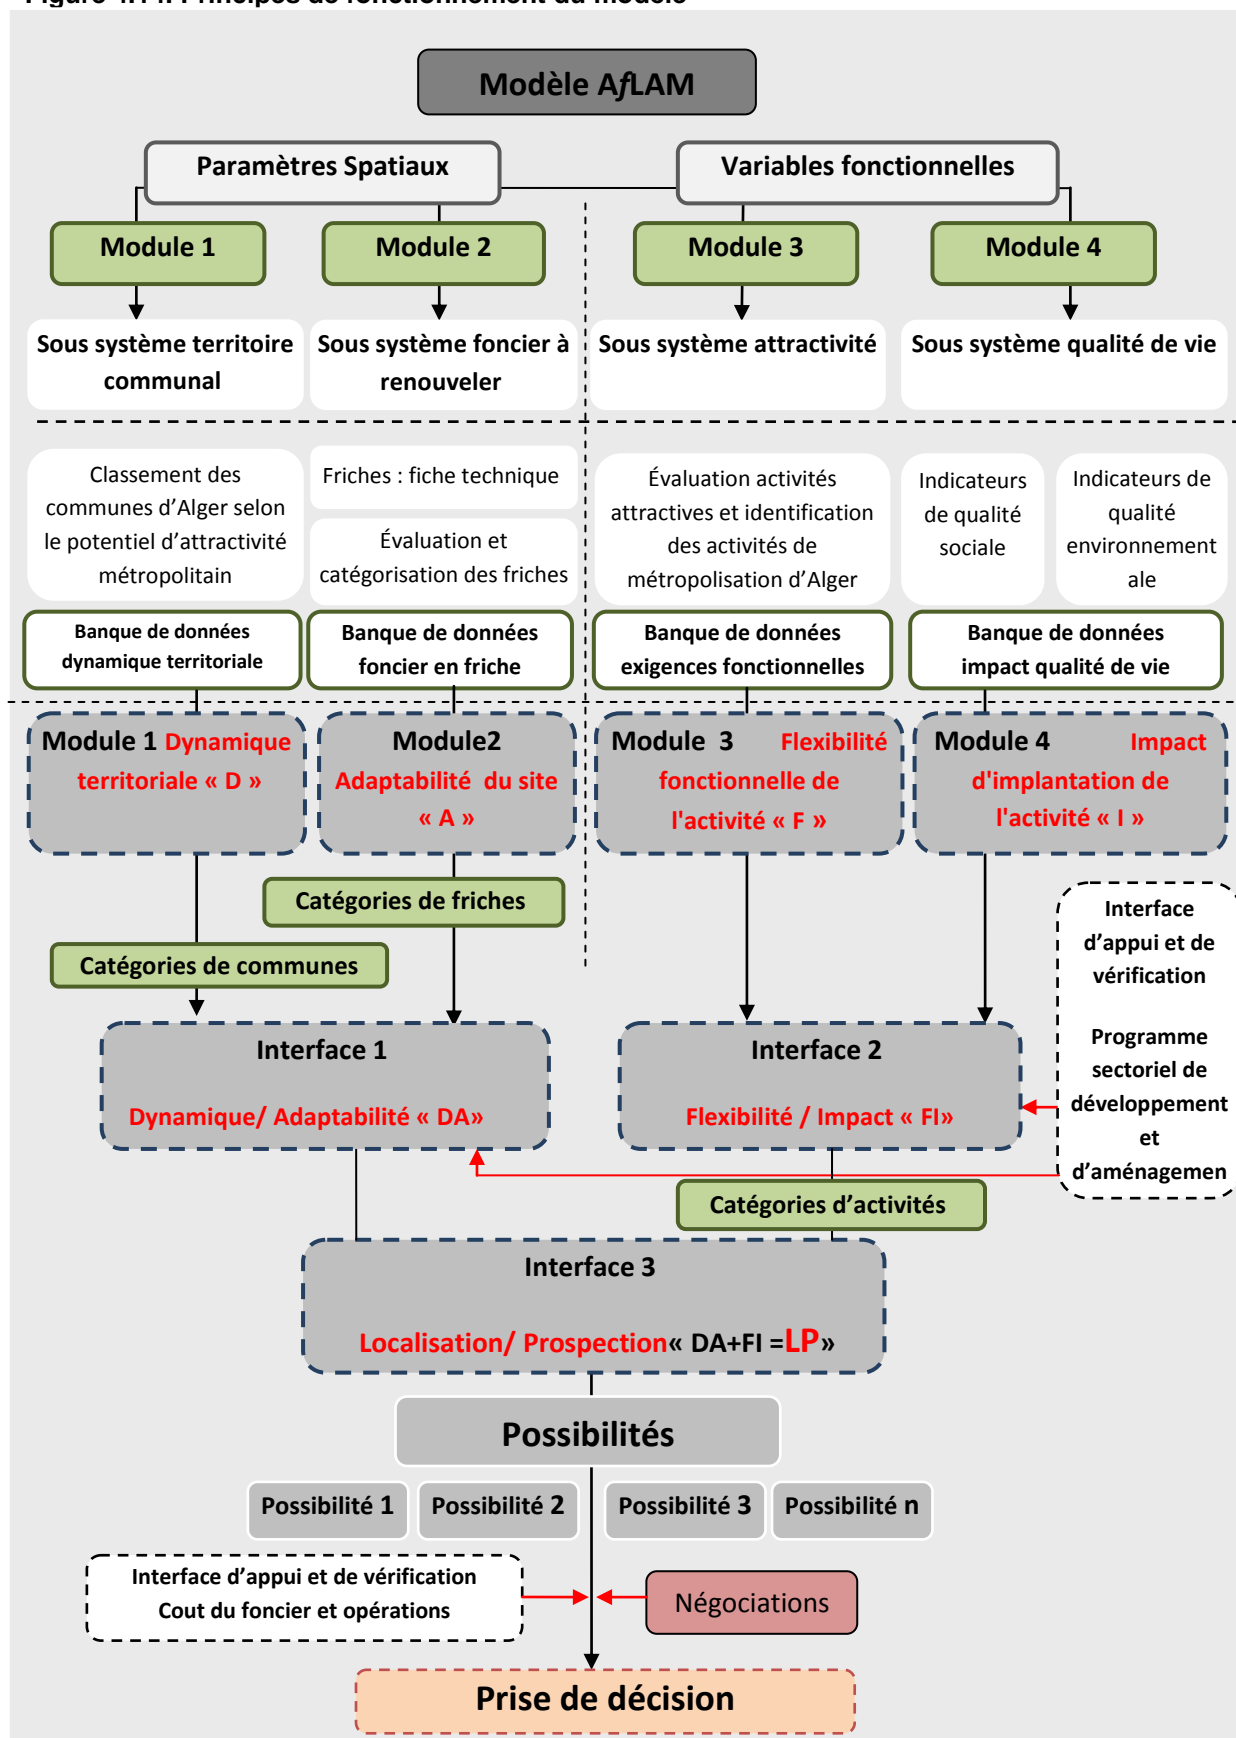 Figure 4.14. Principes de fonctionnement du modèle
Modèle AfLAM
Paramètres Spatiaux
Variables fonctionnelles
Module 1
Module 2
Module 3
Module 4
Sous système territoire
communal
Sous système foncier à
renouveler
Sous système attractivité
Sous système qualité de vie
Classement des
communes d’Alger selon
le potentiel d’attractivité
métropolitain
Friches : fiche technique
Évaluation et
catégorisation des friches
Évaluation activités
attractives et identification
des activités de
métropolisation d’Alger
Indicateurs
de qualité
sociale
Indicateurs de
qualité
environnement
ale
Banque de données
dynamique territoriale
Banque de données
foncier en friche
Banque de données
exigences fonctionnelles
Banque de données
impact qualité de vie
Module 1 Dynamique
territoriale « D »
Module2
Adaptabilité du site
« A »
Module 3 Flexibilité
fonctionnelle de
l'activité « F »
Module 4 Impact
d'implantation de
l'activité « I »
Catégories de friches
Catégories de communes
Interface
d’appui et de
vérification
Programme
sectoriel de
développement
et
d’aménagemen
Interface 1
Dynamique/ Adaptabilité « DA»
Interface 2
Flexibilité / Impact « FI»
Catégories d’activités
Interface 3
Localisation/ Prospection« DA+FI =LP»
Possibilités
Possibilité 1
Possibilité 2
Possibilité 3
Possibilité n
Interface d’appui et de vérification
Cout du foncier et opérations
Négociations
Prise de décision